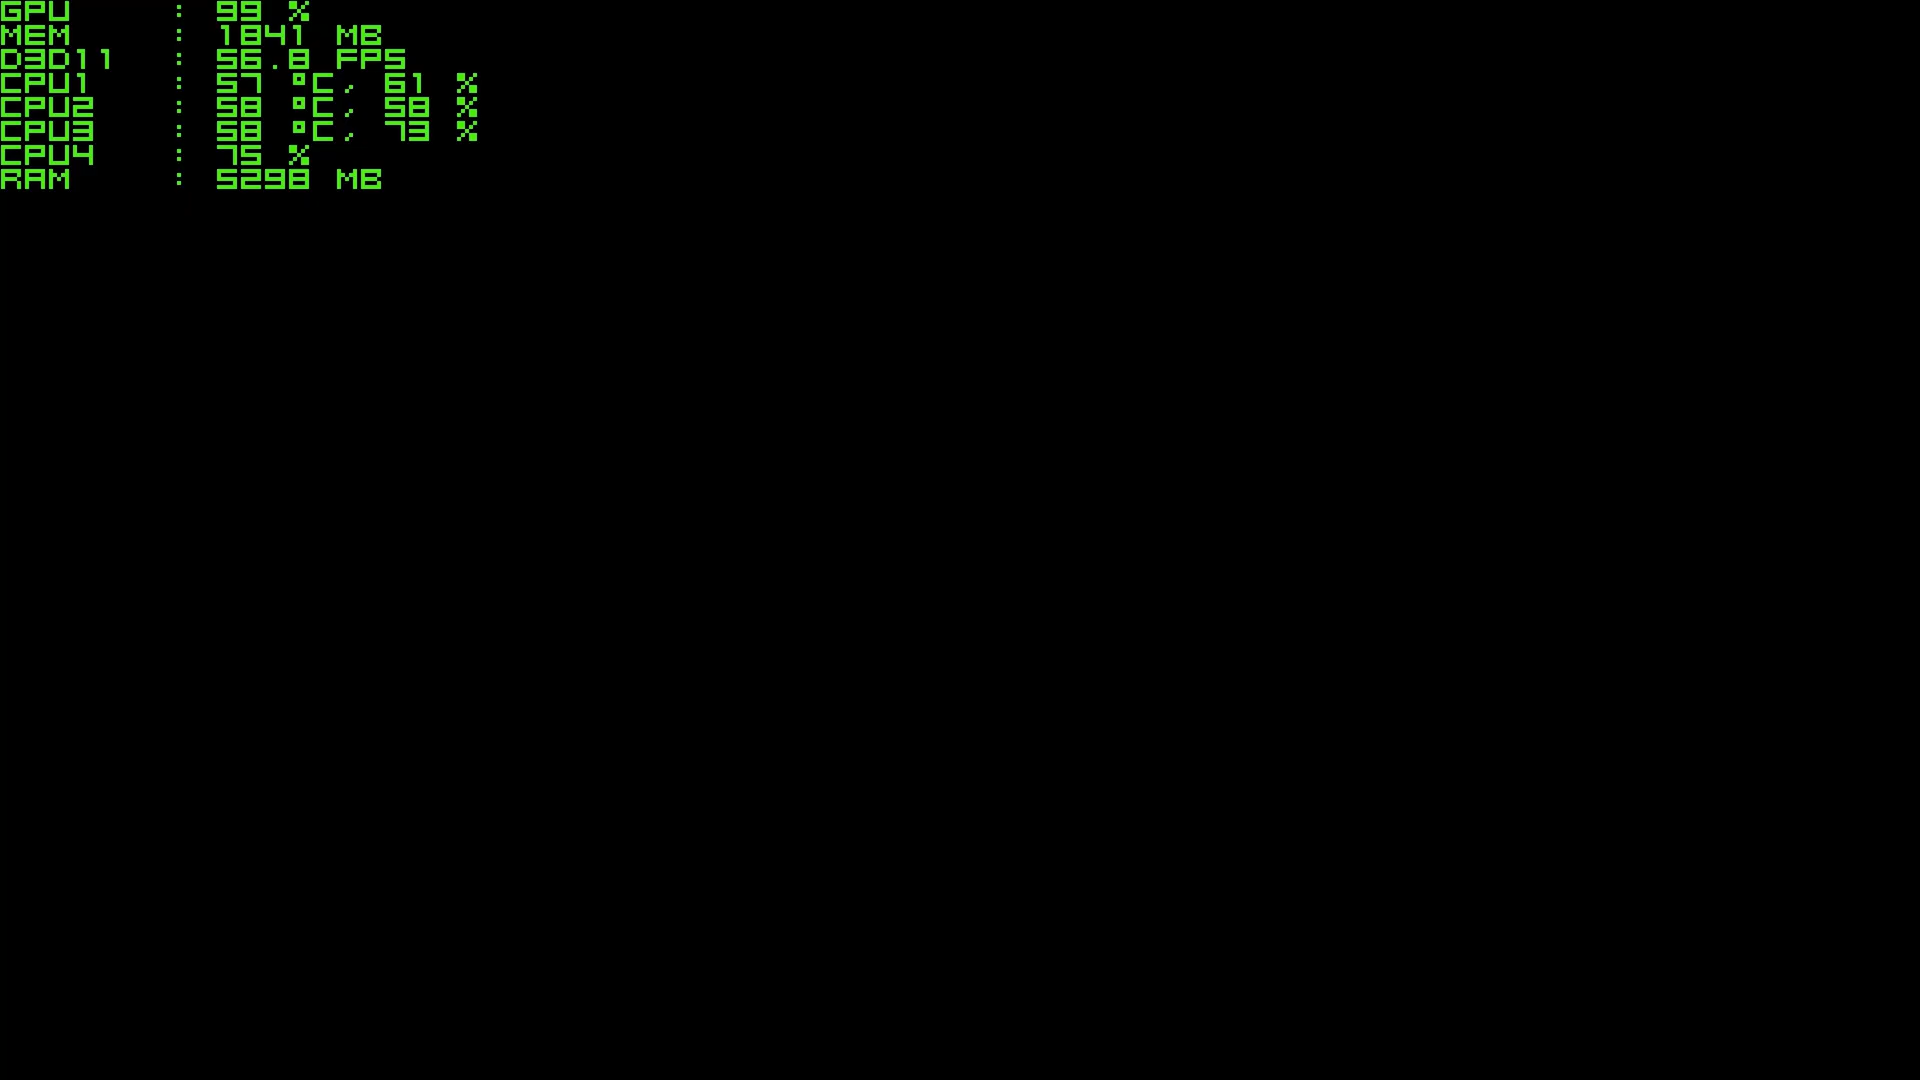 GPU : 99 %
MEM : 1841 MB
D3D11 : 56.8 FPS
CPU1 : 57 °C, 61 %
CPU2 : 58 °C, 58 %
CPU3 : 58 °C, 73 %
CPU4 : 75 %
RAM : 5298 MB